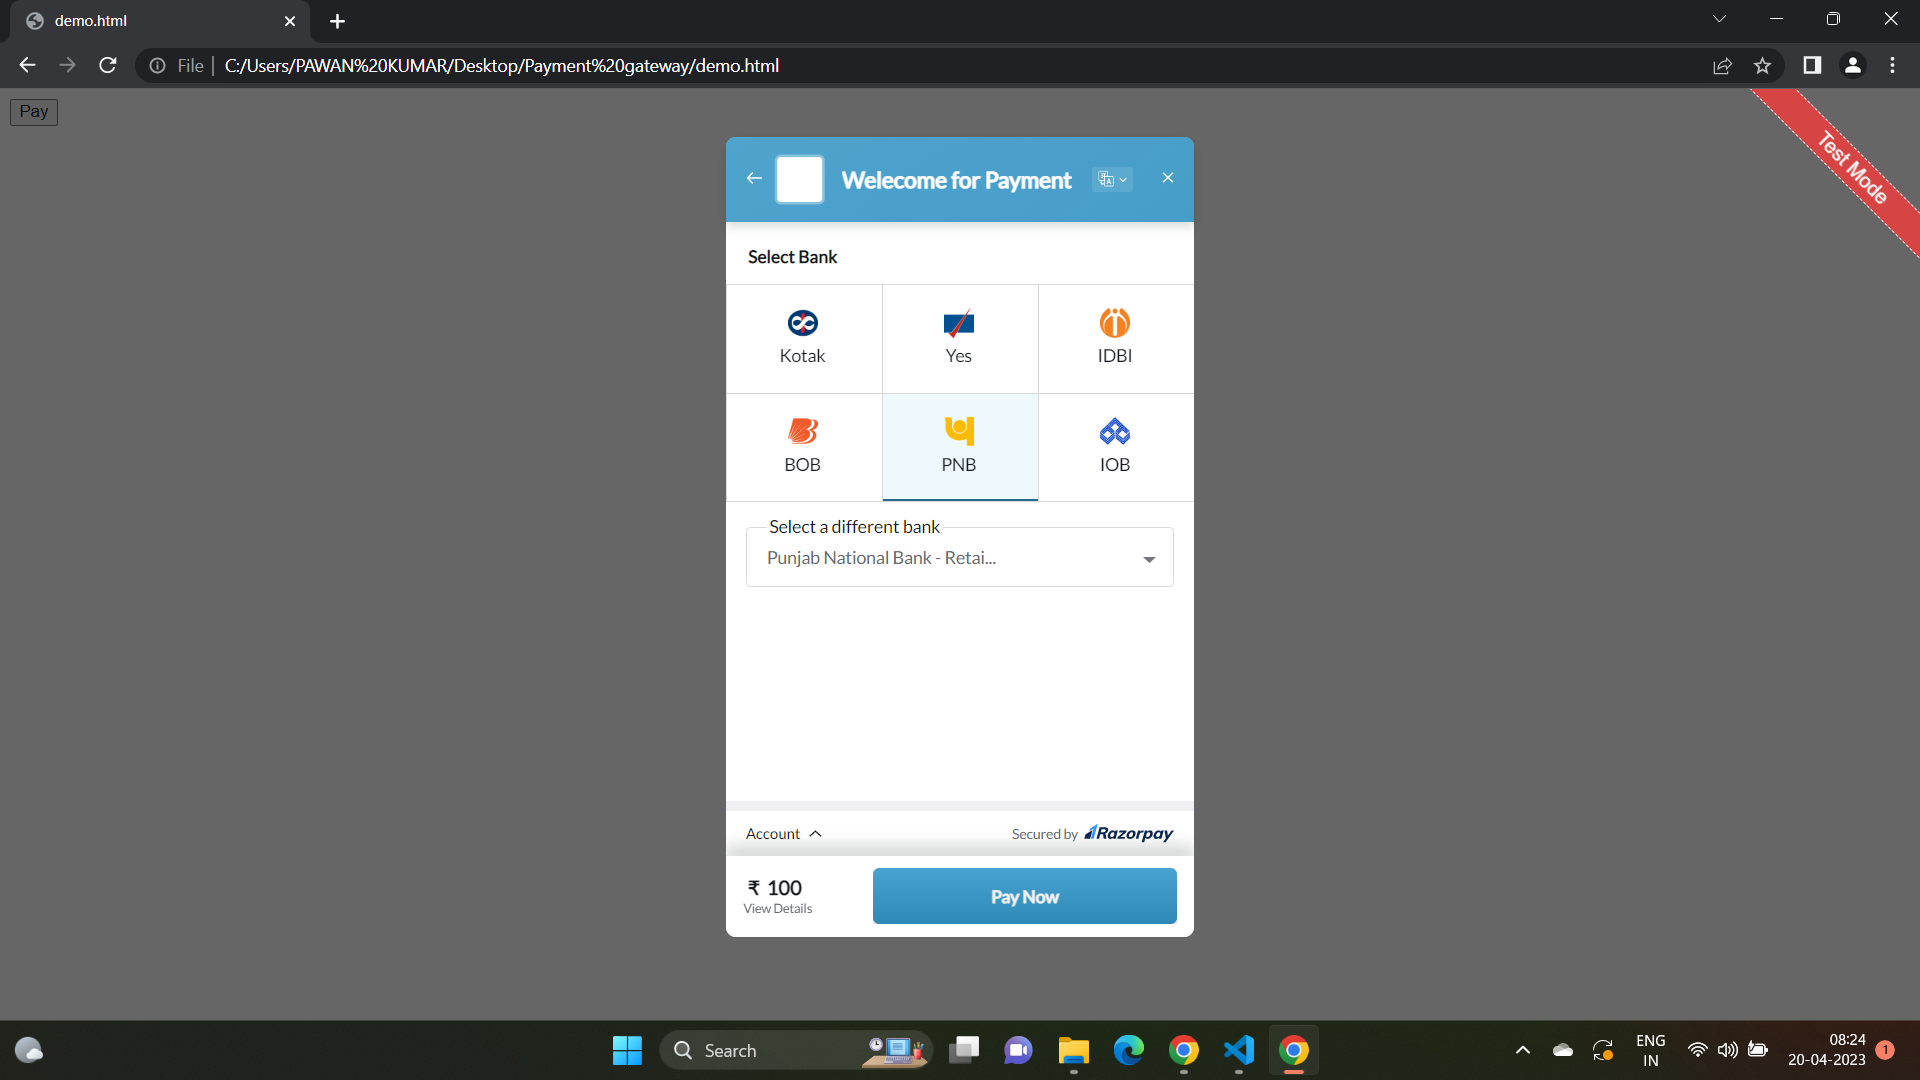 demo.html
File
C:/Users/PAWAN%20KUMAR/Desktop/Payment%20gateway/demo.html
Pay
Test Mode
Welecome for Payment
Select Bank
Kotak
Yes
IDBI
BOB
PNB
IOB
Select a different bank
Punjab National Bank - Retai...
Account
Secured by Razorpay
₹ 100
View Details
Pay Now
Search
ENG
IN
08:24
20-04-2023
1